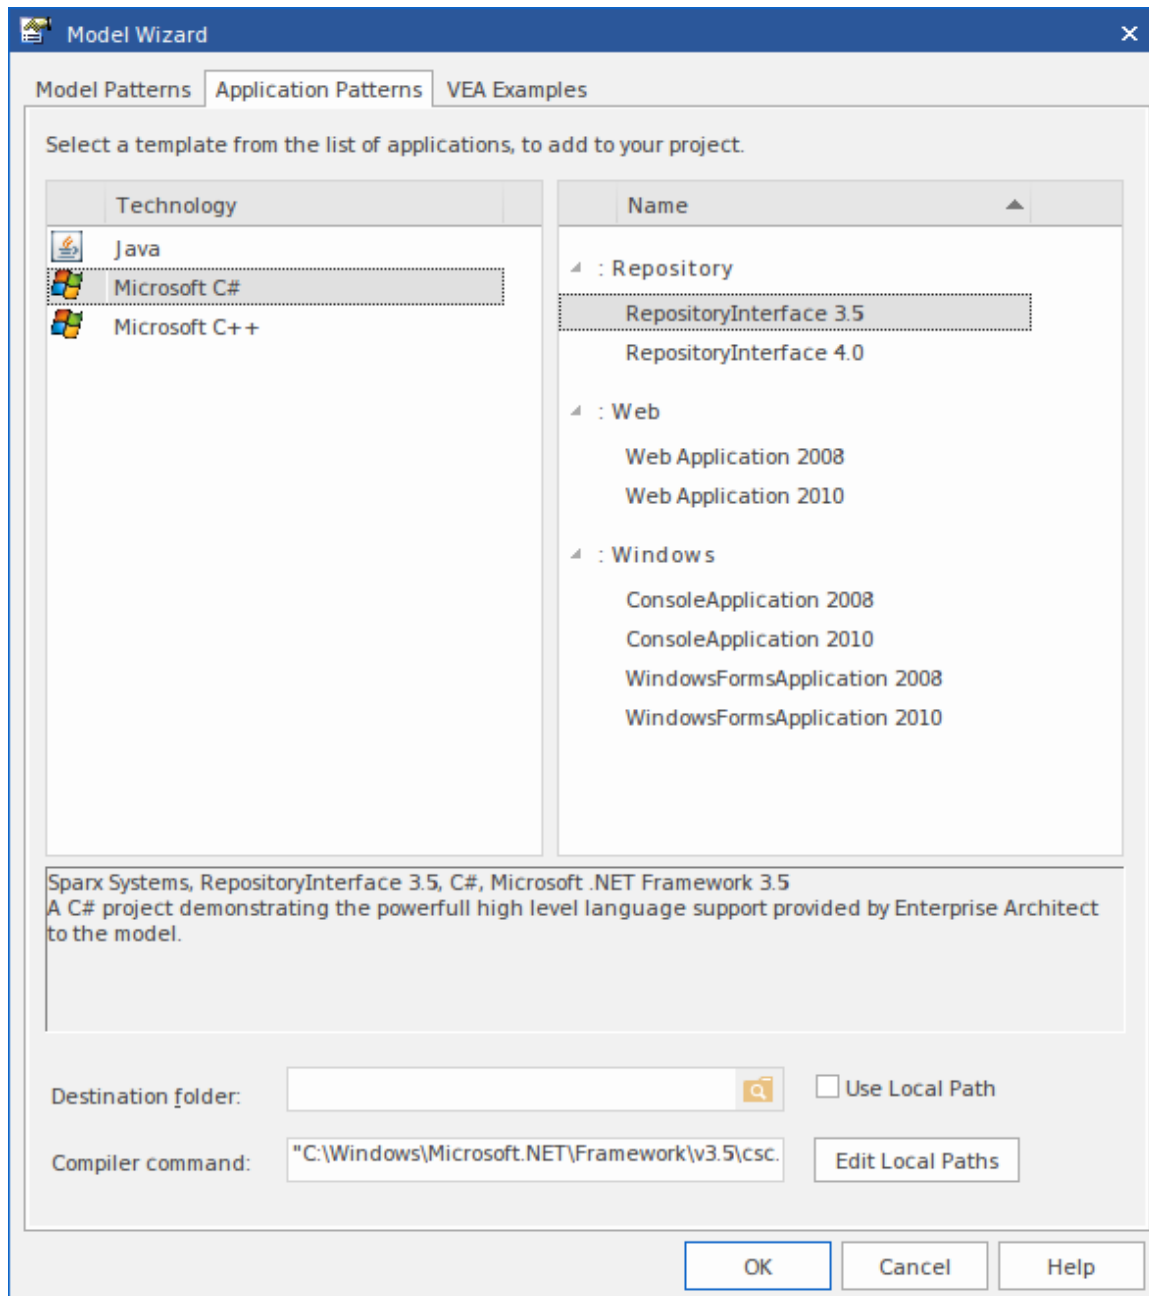 Model Wizard
Model Patterns
Application Patterns
VEA Examples
Select a template from the list of applications, to add to your project.
Technology
Java
Microsoft C#
Microsoft C++
Name
: Repository
RepositoryInterface 3.5
RepositoryInterface 4.0
: Web
Web Application 2008
Web Application 2010
: Windows
ConsoleApplication 2008
ConsoleApplication 2010
WindowsFormsApplication 2008
WindowsFormsApplication 2010
Sparx Systems, RepositoryInterface 3.5, C#, Microsoft .NET Framework 3.5
A C# project demonstrating the powerfull high level language support provided by Enterprise Architect
to the model.
Destination folder:
Use Local Path
Compiler command:
"C:\Windows\Microsoft.NET\Framework\v3.5\csc.
Edit Local Paths
OK
Cancel
Help